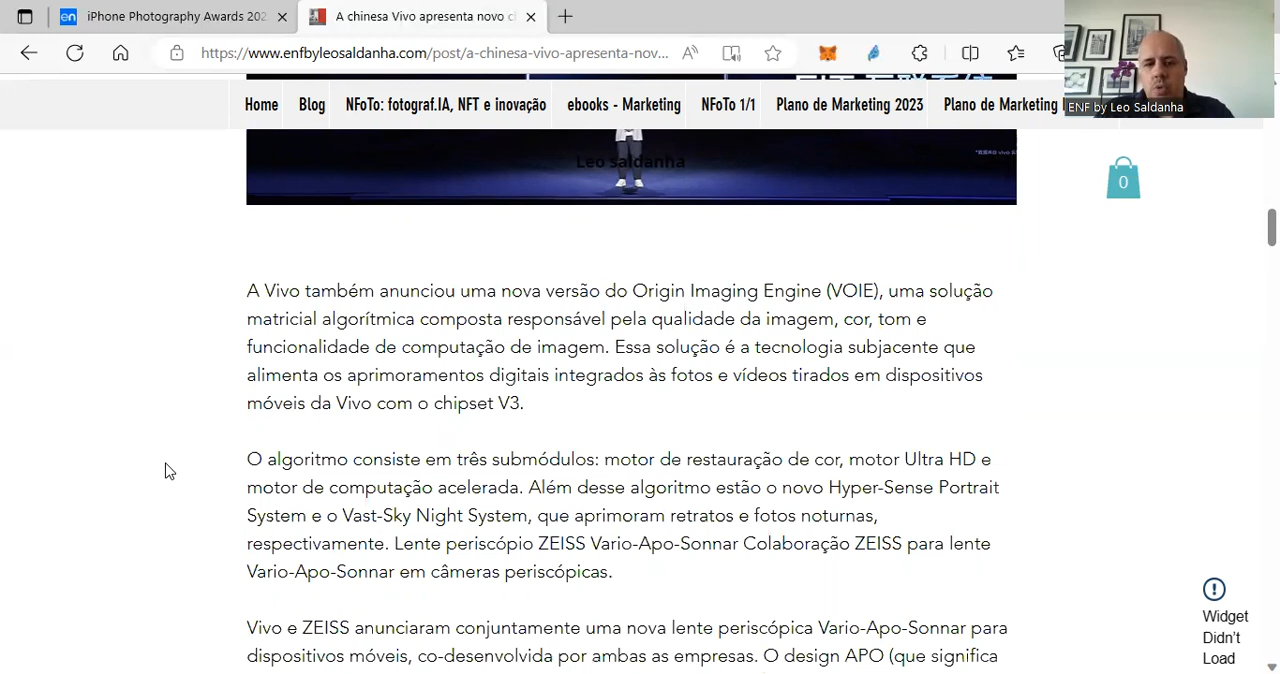 iPhone Photography Awards 202
A chinesa Vivo apresenta novo c
https://www.enfbyleosaldanha.com/post/a-chinesa-vivo-apresenta-nov...
ENF by Leo Saldanha
Home
Blog
NFoTo: fotograf.IA, NFT e inovação
ebooks - Marketing
NFoTo 1/1
Plano de Marketing 2023
Plano de Marketing
Leo saldanha
0
A Vivo também anunciou uma nova versão do Origin Imaging Engine (VOIE), uma solução
matricial algorítmica composta responsável pela qualidade da imagem, cor, tom e
funcionalidade de computação de imagem. Essa solução é a tecnologia subjacente que
alimenta os aprimoramentos digitais integrados às fotos e vídeos tirados em dispositivos
móveis da Vivo com o chipset V3.
O algoritmo consiste em três submódulos: motor de restauração de cor, motor Ultra HD e
motor de computação acelerada. Além desse algoritmo estão o novo Hyper-Sense Portrait
System e o Vast-Sky Night System, que aprimoram retratos e fotos noturnas,
respectivamente. Lente periscópio ZEISS Vario-Apo-Sonnar Colaboração ZEISS para lente
Vario-Apo-Sonnar em câmeras periscópicas.
Widget
Didn't
Load
Vivo e ZEISS anunciaram conjuntamente uma nova lente periscópica Vario-Apo-Sonnar para
dispositivos móveis, co-desenvolvida por ambas as empresas. O design APO (que significa